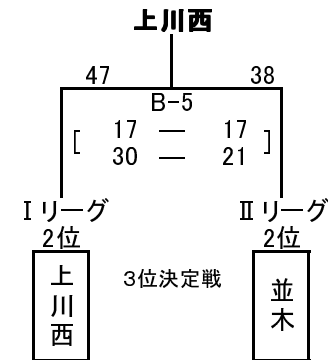 上川西
47 38
B-5
17 — 17
30 — 21
Ⅰリーグ Ⅱリーグ
2位 2位
上川西 3位決定戦 並木